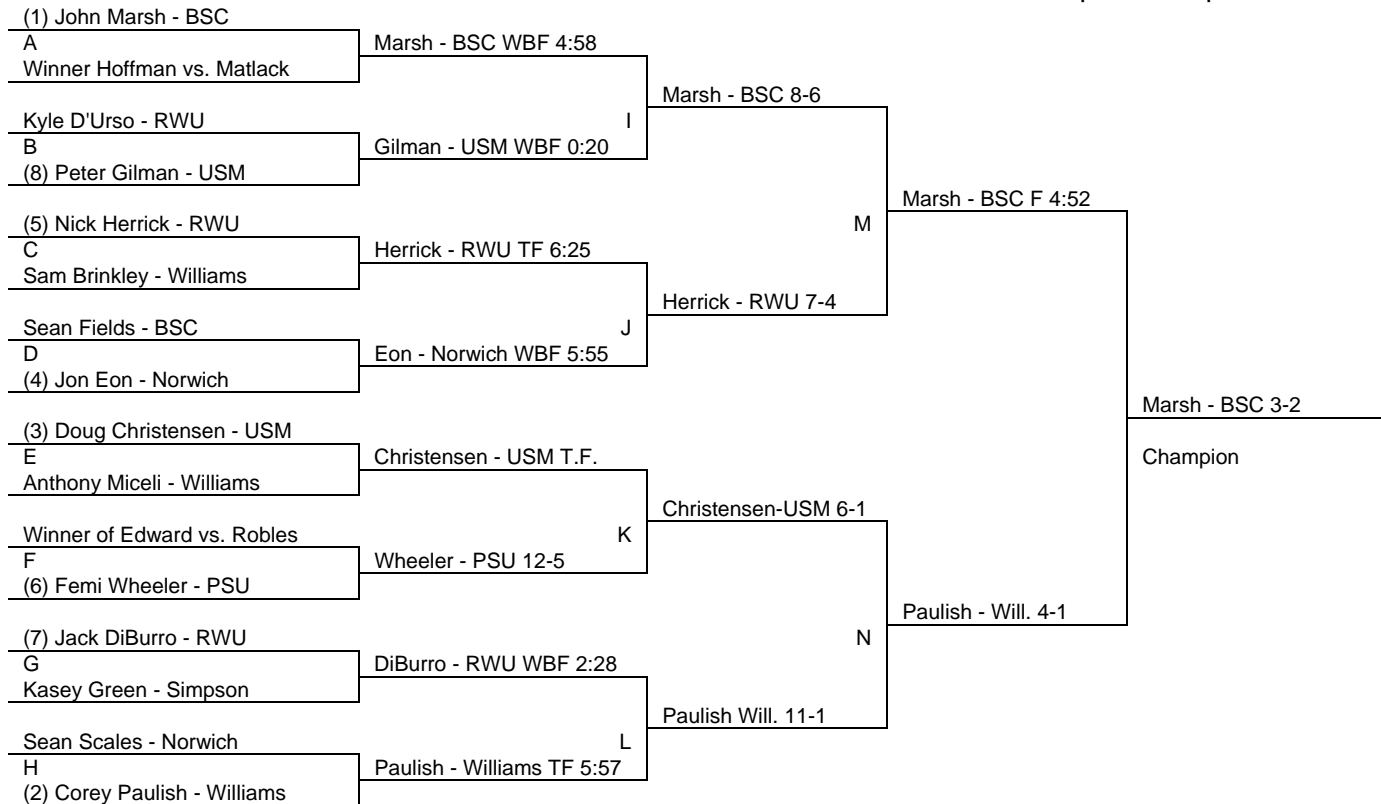 (1) John Marsh - BSC
A
Marsh - BSC WBF 4:58
Winner Hoffman vs. Matlack
Marsh - BSC 8-6
Kyle D'Urso - RWU
I
B
Gilman - USM WBF 0:20
(8) Peter Gilman - USM
Marsh - BSC F 4:52
(5) Nick Herrick - RWU
M
C
Herrick - RWU TF 6:25
Sam Brinkley - Williams
Herrick - RWU 7-4
Sean Fields - BSC
J
D
Eon - Norwich WBF 5:55
(4) Jon Eon - Norwich
Marsh - BSC 3-2
(3) Doug Christensen - USM
E
Christensen - USM T.F.
Champion
Anthony Miceli - Williams
Christensen-USM 6-1
Winner of Edward vs. Robles
K
F
Wheeler - PSU 12-5
(6) Femi Wheeler - PSU
Paulish - Will. 4-1
(7) Jack DiBurro - RWU
N
G
DiBurro - RWU WBF 2:28
Kasey Green - Simpson
Paulish Will. 11-1
Sean Scales - Norwich
L
H
Paulish - Williams TF 5:57
(2) Corey Paulish - Williams